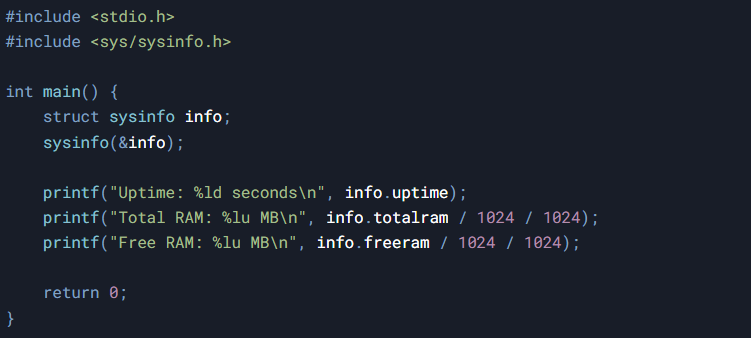 #include <stdio.h>
#include <sys/sysinfo.h>

int main() {
    struct sysinfo info;
    sysinfo(&info);

    printf("Uptime: %ld seconds\n", info.uptime);
    printf("Total RAM: %lu MB\n", info.totalram / 1024 / 1024);
    printf("Free RAM: %lu MB\n", info.freeram / 1024 / 1024);

    return 0;
}